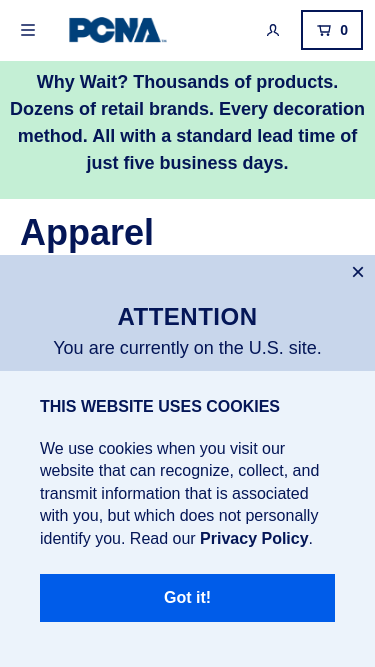 PCNA
0
Why Wait? Thousands of products.
Dozens of retail brands. Every decoration
method. All with a standard lead time of
just five business days.
Apparel
ATTENTION
You are currently on the U.S. site.
THIS WEBSITE USES COOKIES
We use cookies when you visit our
website that can recognize, collect, and
transmit information that is associated
with you, but which does not personally
identify you. Read our Privacy Policy.
Got it!